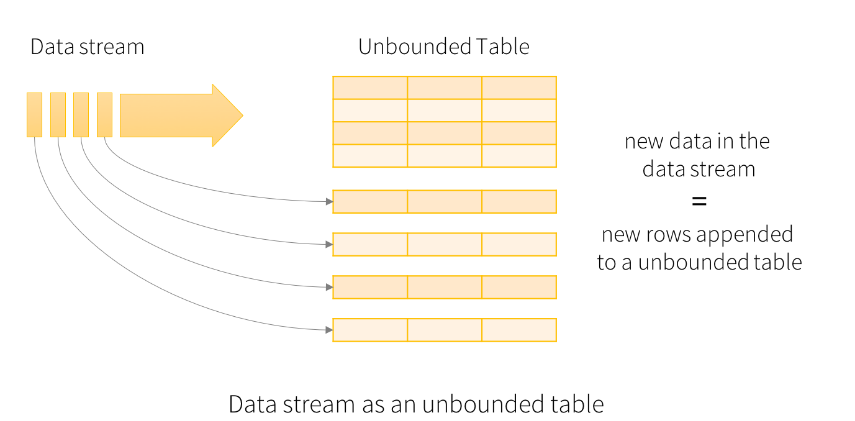 Data stream
Unbounded Table
new data in the
data stream
=
new rows appended
to a unbounded table
Data stream as an unbounded table